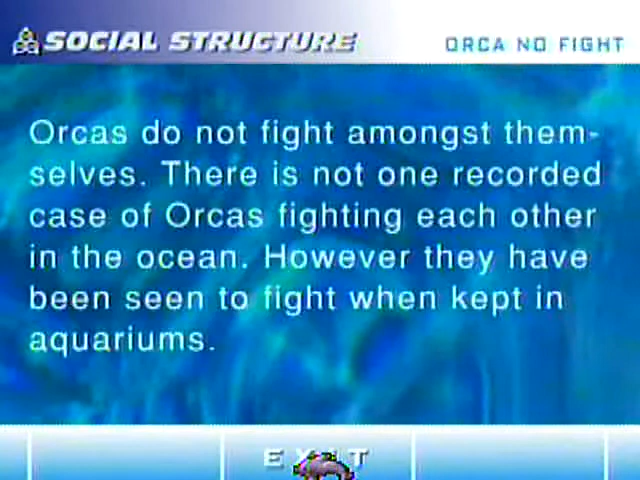 SOCIAL STRUCTURE
ORCA NO FIGHT
Orcas do not fight amongst them-
selves. There is not one recorded
case of Orcas fighting each other
in the ocean. However they have
been seen to fight when kept in
aquariums.
EXIT